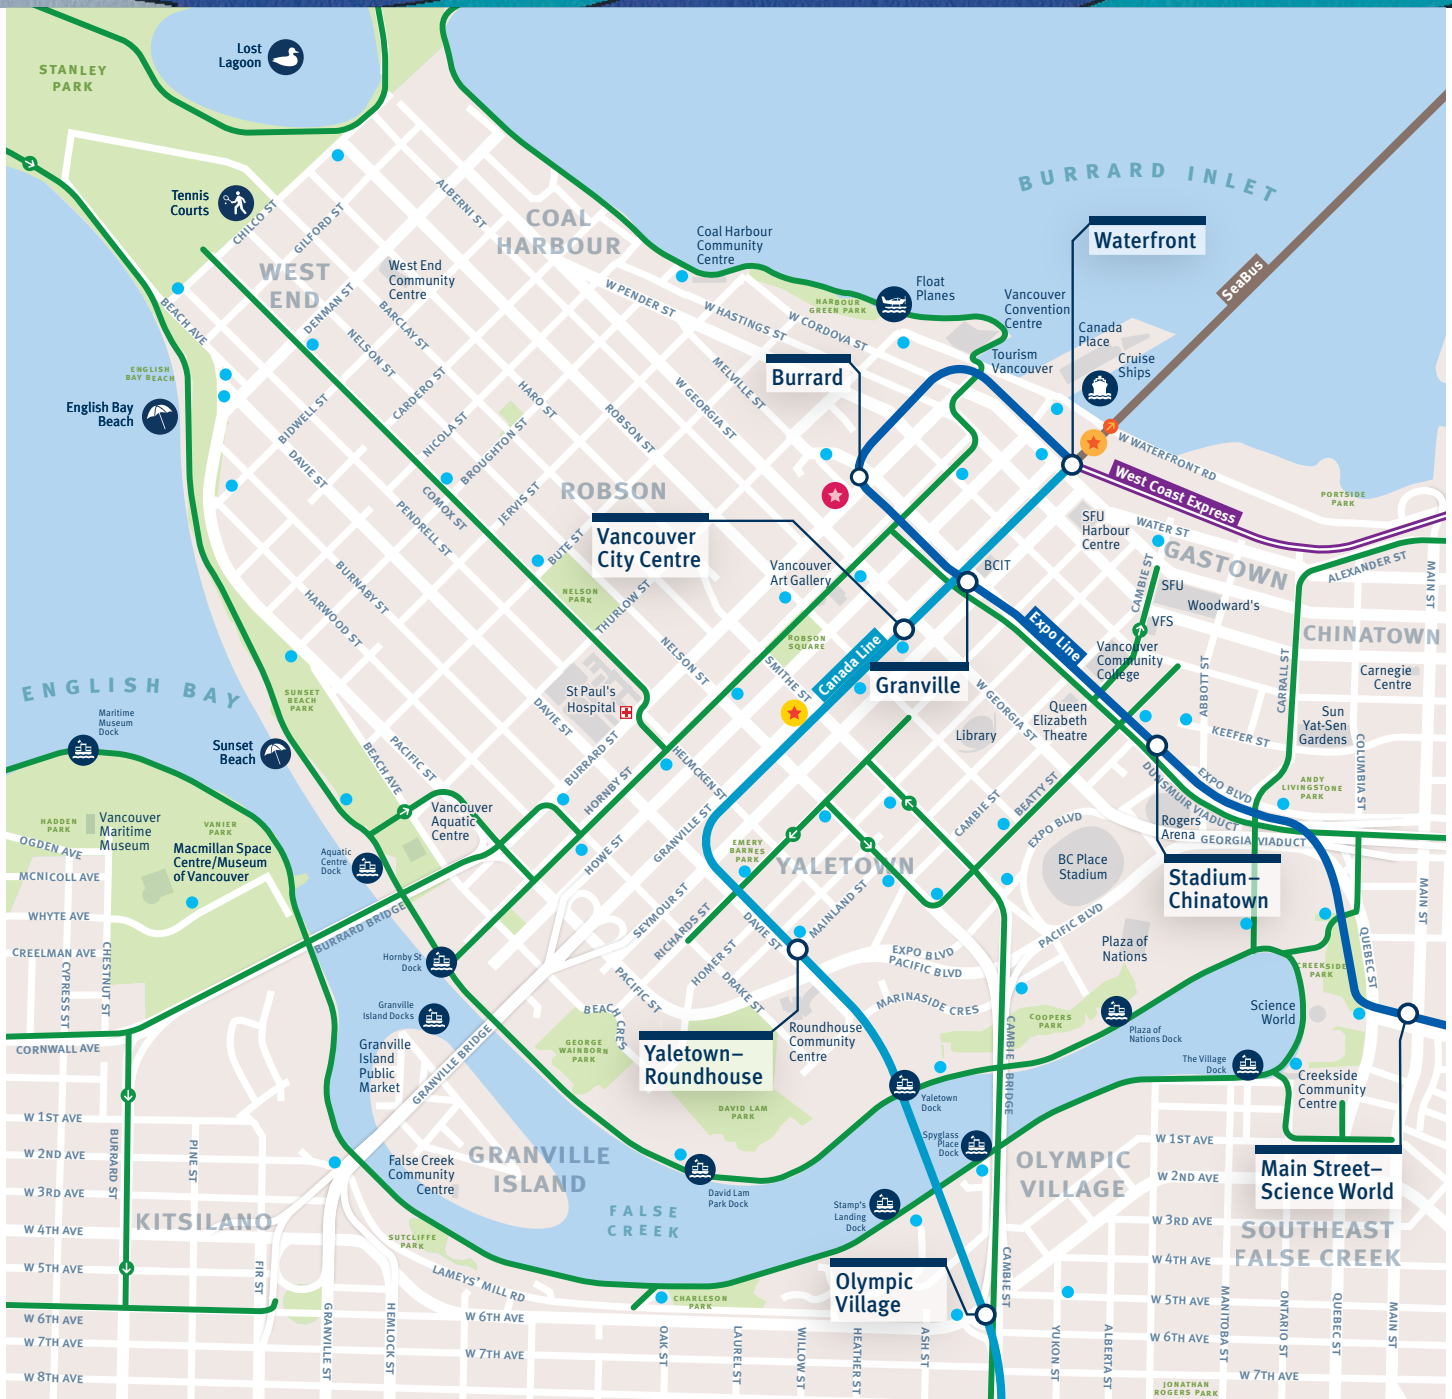 Lost
Lagoon
STANLEY
PARK
BURRARD INLET
Tennis
Courts
CHILCO ST
GILFORD ST
ALBERNI ST
COAL
HARBOUR
Coal Harbour
Community
Centre
Waterfront
WEST
END
West End
Community
Centre
SeaBus
Float
Planes
HARBOUR
GREEN PARK
Vancouver
Convention
Centre
Canada
Place
Cruise
Ships
Tourism
Vancouver
BEACH AVE
DENMAN ST
NELSON ST
BARCLAY ST
W PENDER ST
W HASTINGS ST
W CORDOVA ST
Burrard
MELVILLE ST
W GEORGIA ST
ENGLISH
BAY BEACH
English Bay
Beach
BIDWELL ST
CARDERO ST
NICOLA ST
BROUGHTON ST
HARO ST
ROBSON ST
DAVIE ST
COMOX ST
PENDRELL ST
JERVIS ST
ROBSON
W WATERFRONT RD
West Coast Express
PORTSIDE
PARK
SFU
Harbour
Centre
WATER ST
GASTOWN
ALEXANDER ST
MAIN ST
Vancouver
City Centre
BUTE ST
Vancouver
Art Gallery
BCIT
CAMBIE ST
SFU
Woodward's
VFS
CHINATOWN
BURNABY ST
HARWOOD ST
NELSON
PARK
THURLOW ST
ROBSON
SQUARE
Expo Line
Vancouver
Community
College
Carnegie
Centre
NELSON ST
SMITHE ST
Canada Line
Granville
ABBOTT ST
CARRALL ST
ENGLISH BAY
Maritime
Museum
Dock
SUNSET
BEACH
PARK
St Paul's
Hospital
DAVIE ST
W GEORGIA ST
Queen
Elizabeth
Theatre
Library
Sun
Yat-Sen
Gardens
KEEFER ST
COLUMBIA ST
Sunset
Beach
BEACH AVE
PACIFIC ST
BURRARD ST
HORNBY ST
HELMCKEN ST
DUNSMUIR VIADUCT
EXPO BLVD
ANDY
LIVINGSTONE
PARK
HADDEN
PARK
Vancouver
Maritime
Museum
VANIER
PARK
Vancouver
Aquatic
Centre
CAMBIE ST
BEATTY ST
EXPO BLVD
Rogers
Arena
GEORGIA VIADUCT
OGDEN AVE
Macmillan Space
Centre/Museum
of Vancouver
Aquatic
Centre
Dock
HOWE ST
GRANVILLE ST
EMERY
BARNES
PARK
YALETOWN
BC Place
Stadium
Stadium–
Chinatown
MCNICOLL AVE
WHYTE AVE
CREELMAN AVE
CYPRESS ST
CHESTNUT ST
BURRARD BRIDGE
SEYMOUR ST
RICHARDS ST
DAVIE ST
MAINLAND ST
PACIFIC BLVD
MAIN ST
Hornby St
Dock
HOMER ST
DRAKE ST
PACIFIC ST
EXPO BLVD
PACIFIC BLVD
Plaza of
Nations
QUEBEC ST
CREEKSIDE
PARK
MARINASIDE CRES
Granville
Island Docks
BEACH CRES
COOPERS
PARK
Science
World
CORNWALL AVE
Granville
Island
Public
Market
GRANVILLE BRIDGE
GEORGE
WAINBORN
PARK
Yaletown–
Roundhouse
Roundhouse
Community
Centre
CAMBIE BRIDGE
Plaza of
Nations Dock
The Village
Dock
Creekside
Community
Centre
Yaletown
Dock
DAVID LAM
PARK
W 1ST AVE
W 2ND AVE
W 3RD AVE
W 4TH AVE
W 5TH AVE
W 6TH AVE
W 7TH AVE
W 8TH AVE
BURRARD ST
PINE ST
KITSILANO
False Creek
Community
Centre
GRANVILLE
ISLAND
David Lam
Park Dock
Spyglass
Place
Dock
Stamp's
Landing
Dock
OLYMPIC
VILLAGE
W 1ST AVE
W 2ND AVE
W 3RD AVE
W 4TH AVE
W 5TH AVE
W 6TH AVE
W 7TH AVE
Main Street–
Science World
SOUTHEAST
FALSE CREEK
FALSE
CREEK
SUTCLIFFE
PARK
LAMEYS' MILL RD
FIR ST
GRANVILLE ST
HEMLOCK ST
W 6TH AVE
W 7TH AVE
CHARLESON
PARK
Olympic
Village
CAMBIE ST
OAK ST
LAUREL ST
WILLOW ST
HEATHER ST
ASH ST
YUKON ST
ALBERTA ST
MANITOBA ST
ONTARIO ST
QUEBEC ST
MAIN ST
JONATHAN
ROGERS PARK